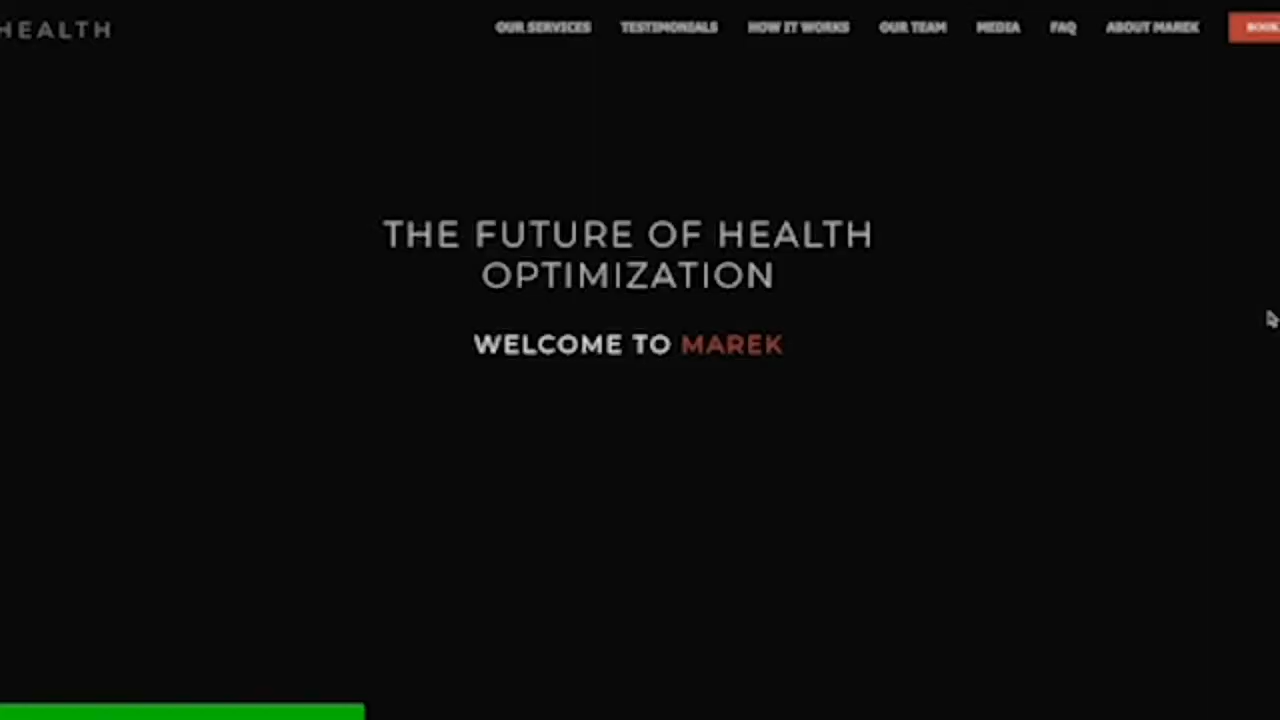 HEALTH
OUR SERVICES TESTIMONIALS HOW IT WORKS OUR TEAM MEDIA FAQ ABOUT MAREK BOOK
THE FUTURE OF HEALTH
OPTIMIZATION
WELCOME TO MAREK